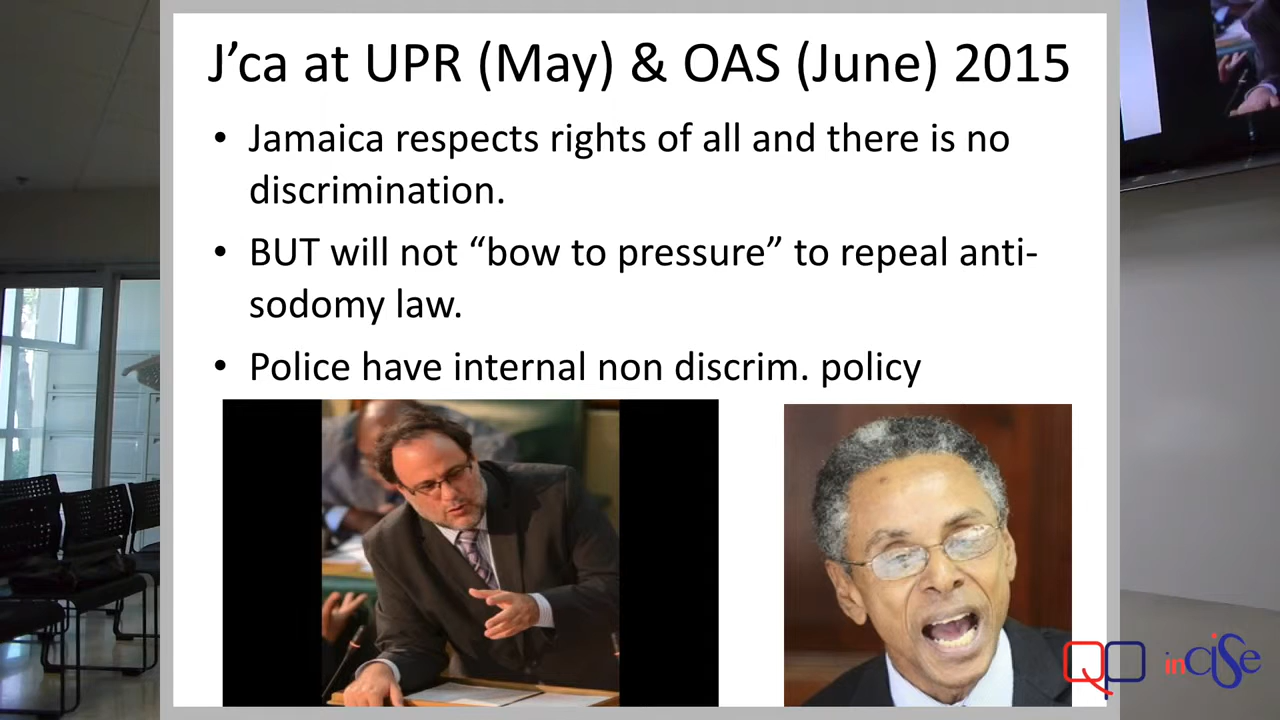 J'ca at UPR (May) & OAS (June) 2015
• Jamaica respects rights of all and there is no
discrimination.
• BUT will not “bow to pressure” to repeal anti-
sodomy law.
• Police have internal non discrim. policy
QP inCiSe